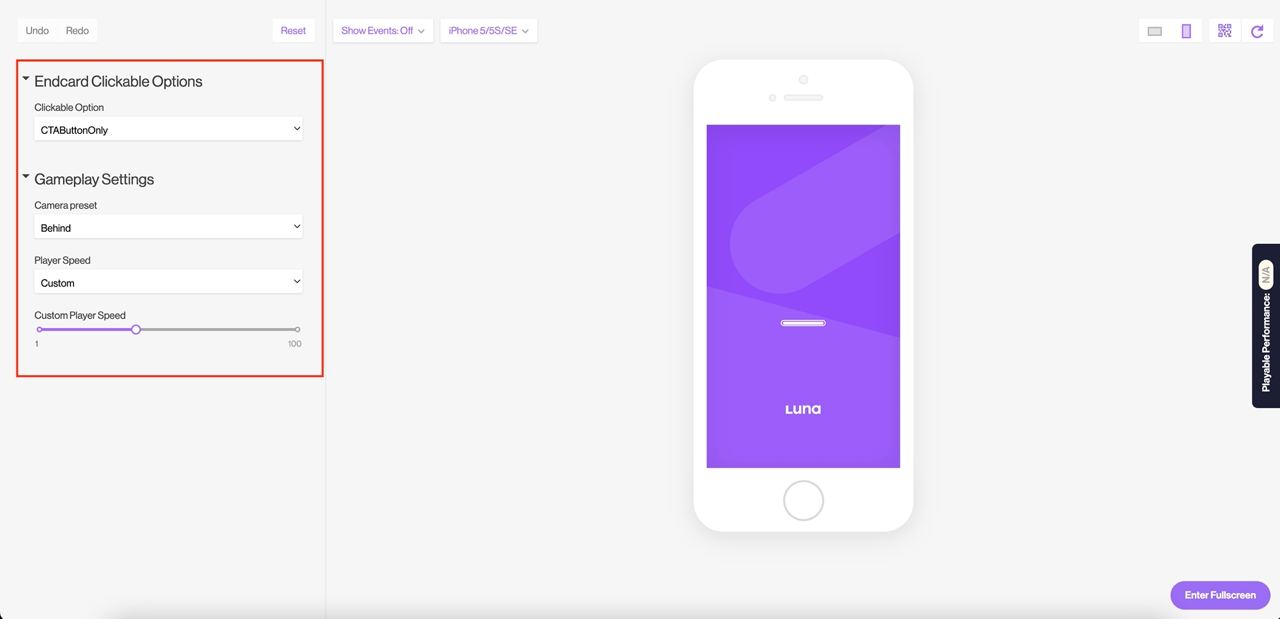 Undo Redo Reset Show Events: Off iPhone 5/5S/SE
Endcard Clickable Options
Clickable Option
CTAButtonOnly
Gameplay Settings
Camera preset
Behind
Player Speed
Custom
Custom Player Speed
1 100
Luna
Playable Performance: N/A
Enter Fullscreen